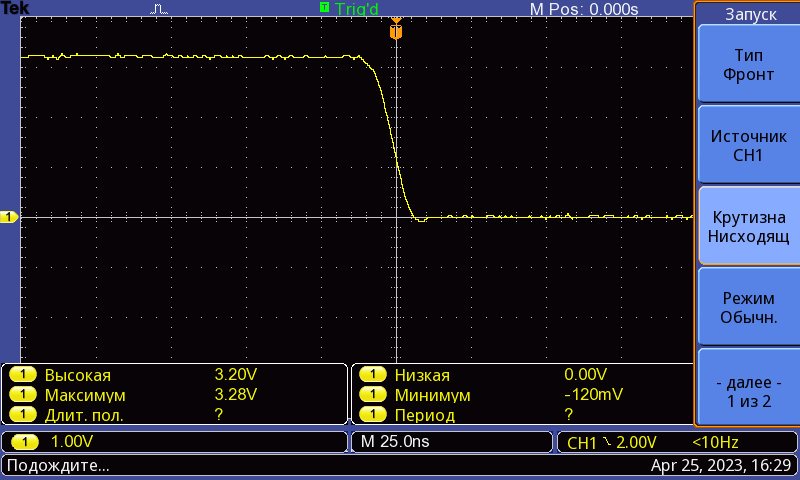 Tek T Trig'd M Pos: 0.000s
T
Запуск
Тип
Фронт
Источник
CH1
Крутизна
Нисходящ
Режим
Обычн.
- далее -
1 из 2
1
1 Высокая 3.20V
1 Максимум 3.28V
1 Длит. пол. ?
1 Низкая 0.00V
1 Минимум -120mV
1 Период ?
1 1.00V
M 25.0ns
CH1 2.00V <10Hz
Подождите... Apr 25, 2023, 16:29